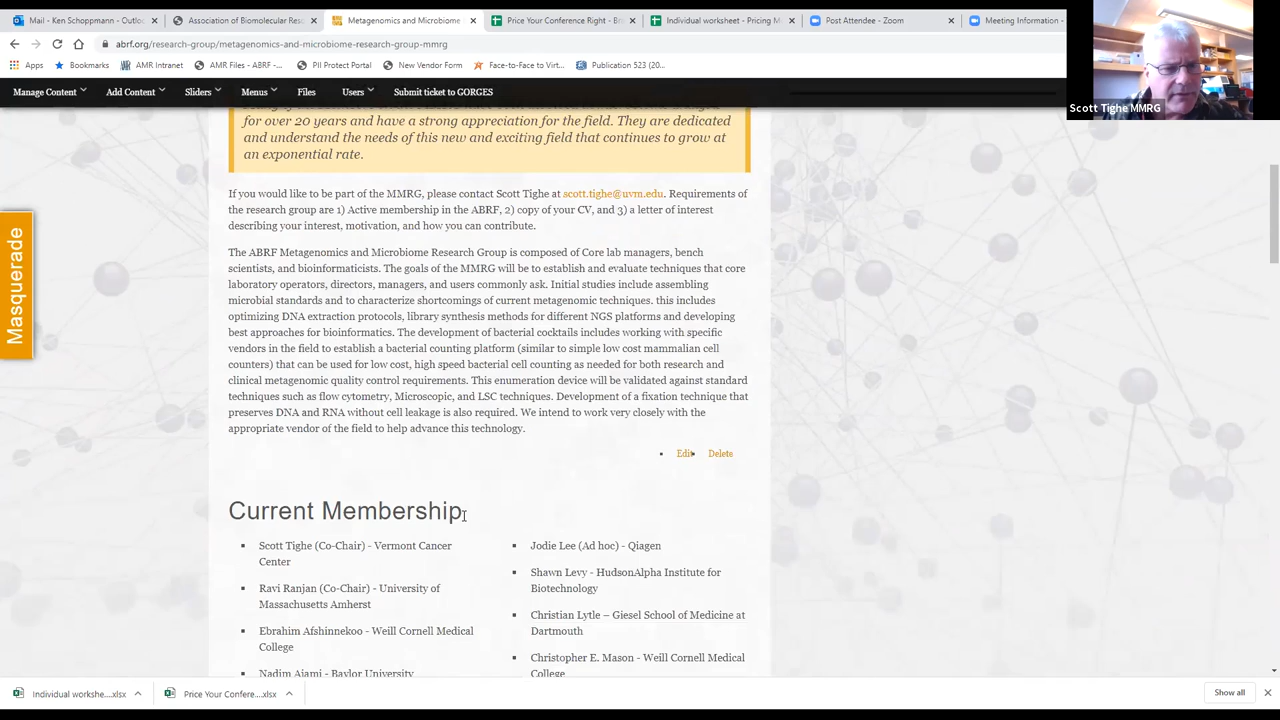 Mail - Ken Schoppmann - Outloo
Association of Biomolecular Reso
Metagenomics and Microbiome
Price Your Conference Right - Br
Individual worksheet - Pricing M
Post Attendee - Zoom
Meeting Information -
abrf.org/research-group/metagenomics-and-microbiome-research-group-mmrg
Apps
Bookmarks
AMR Intranet
AMR Files - ABRF -...
PII Protect Portal
New Vendor Form
Face-to-Face to Virt...
Publication 523 (20...
Scott Tighe MMRG
Manage Content
Add Content
Sliders
Menus
Files
Users
Submit ticket to GORGES
for over 20 years and have a strong appreciation for the field. They are dedicated
and understand the needs of this new and exciting field that continues to grow at
an exponential rate.
If you would like to be part of the MMRG, please contact Scott Tighe at scott.tighe@uvm.edu. Requirements of
the research group are 1) Active membership in the ABRF, 2) copy of your CV, and 3) a letter of interest
describing your interest, motivation, and how you can contribute.
Masquerade
The ABRF Metagenomics and Microbiome Research Group is composed of Core lab managers, bench
scientists, and bioinformaticists. The goals of the MMRG will be to establish and evaluate techniques that core
laboratory operators, directors, managers, and users commonly ask. Initial studies include assembling
microbial standards and to characterize shortcomings of current metagenomic techniques. this includes
optimizing DNA extraction protocols, library synthesis methods for different NGS platforms and developing
best approaches for bioinformatics. The development of bacterial cocktails includes working with specific
vendors in the field to establish a bacterial counting platform (similar to simple low cost mammalian cell
counters) that can be used for low cost, high speed bacterial cell counting as needed for both research and
clinical metagenomic quality control requirements. This enumeration device will be validated against standard
techniques such as flow cytometry, Microscopic, and LSC techniques. Development of a fixation technique that
preserves DNA and RNA without cell leakage is also required. We intend to work very closely with the
appropriate vendor of the field to help advance this technology.
Edit
Delete
Current Membership
Scott Tighe (Co-Chair) - Vermont Cancer
Center
Ravi Ranjan (Co-Chair) - University of
Massachusetts Amherst
Ebrahim Afshinnekoo - Weill Cornell Medical
College
Nadim Ajami - Baylor University
Jodie Lee (Ad hoc) - Qiagen
Shawn Levy - HudsonAlpha Institute for
Biotechnology
Christian Lytle – Giesel School of Medicine at
Dartmouth
Christopher E. Mason - Weill Cornell Medical
College
Individual workshe....xlsx
Price Your Confere....xlsx
Show all